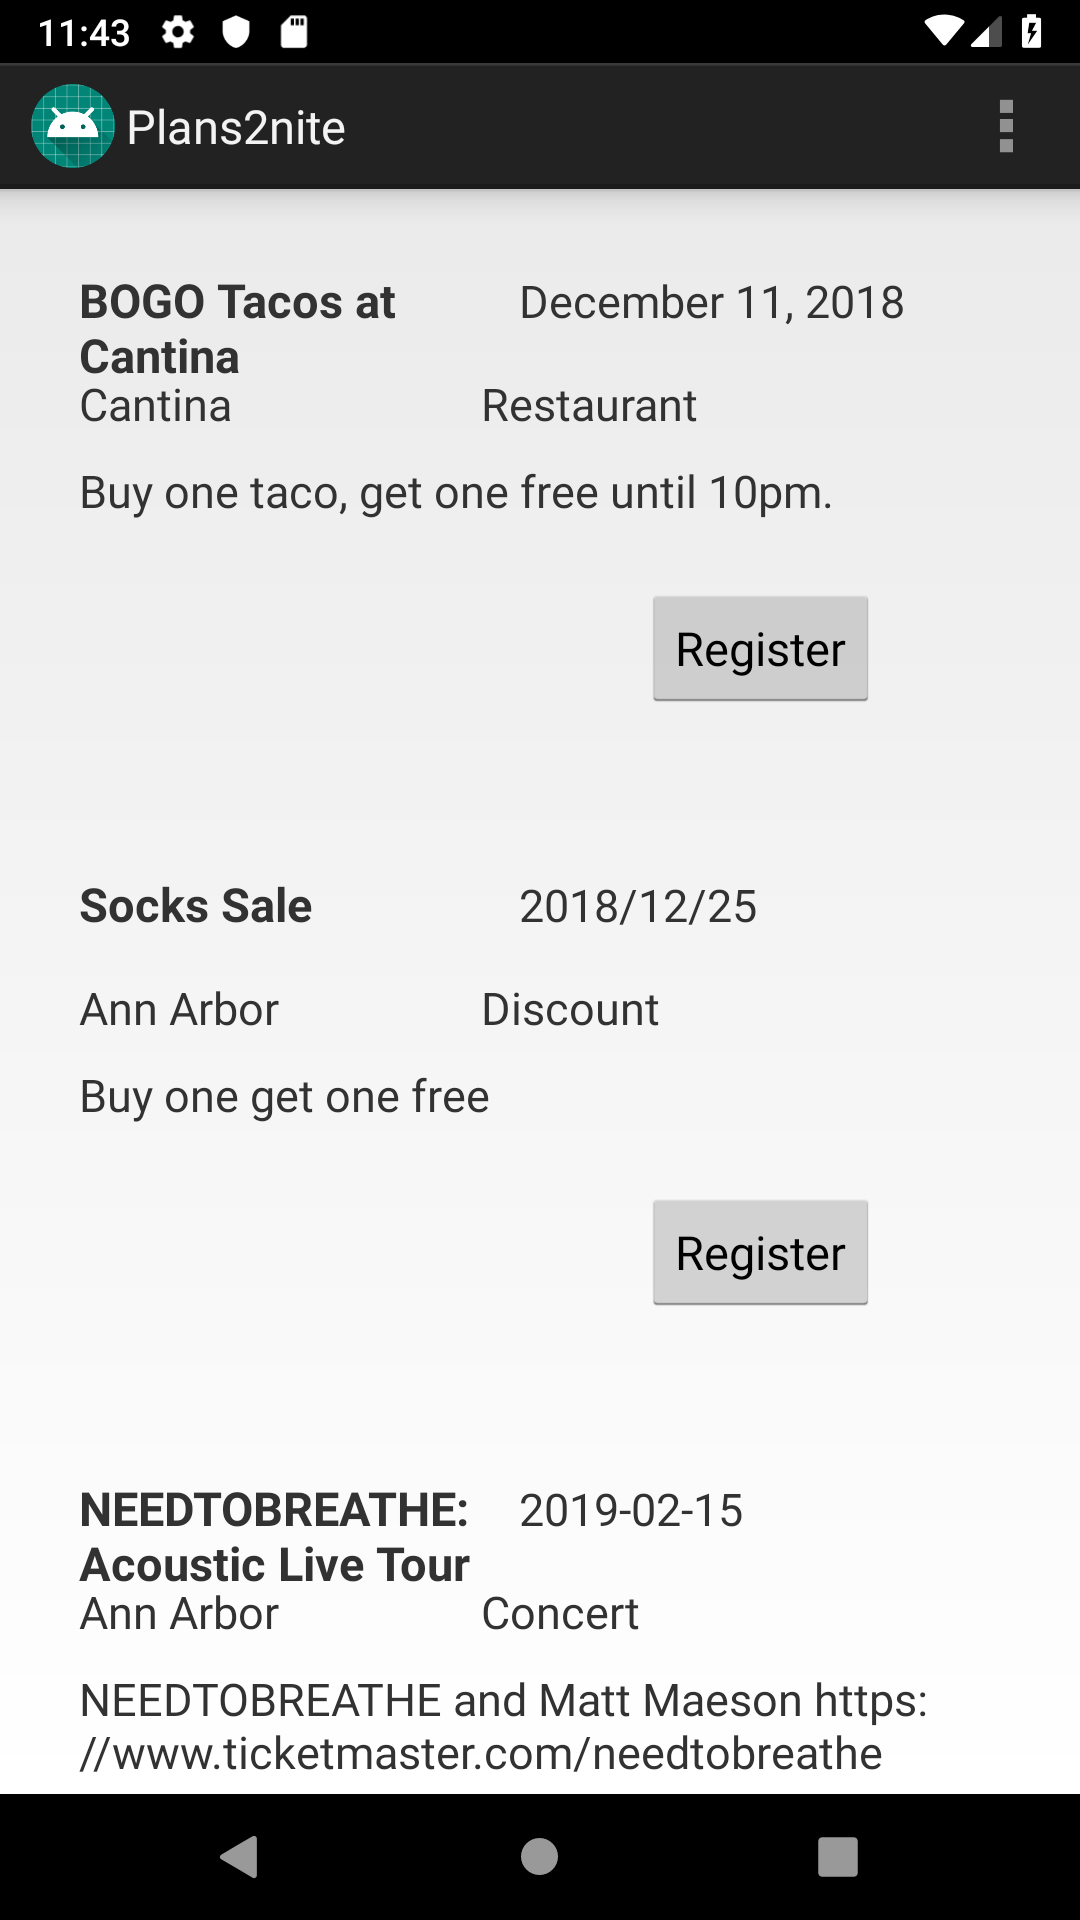 11:43
Plans2nite
BOGO Tacos at
Cantina
December 11, 2018
Cantina
Restaurant
Buy one taco, get one free until 10pm.
Register
Socks Sale
2018/12/25
Ann Arbor
Discount
Buy one get one free
Register
NEEDTOBREATHE:
Acoustic Live Tour
2019-02-15
Ann Arbor
Concert
NEEDTOBREATHE and Matt Maeson https:
//www.ticketmaster.com/needtobreathe